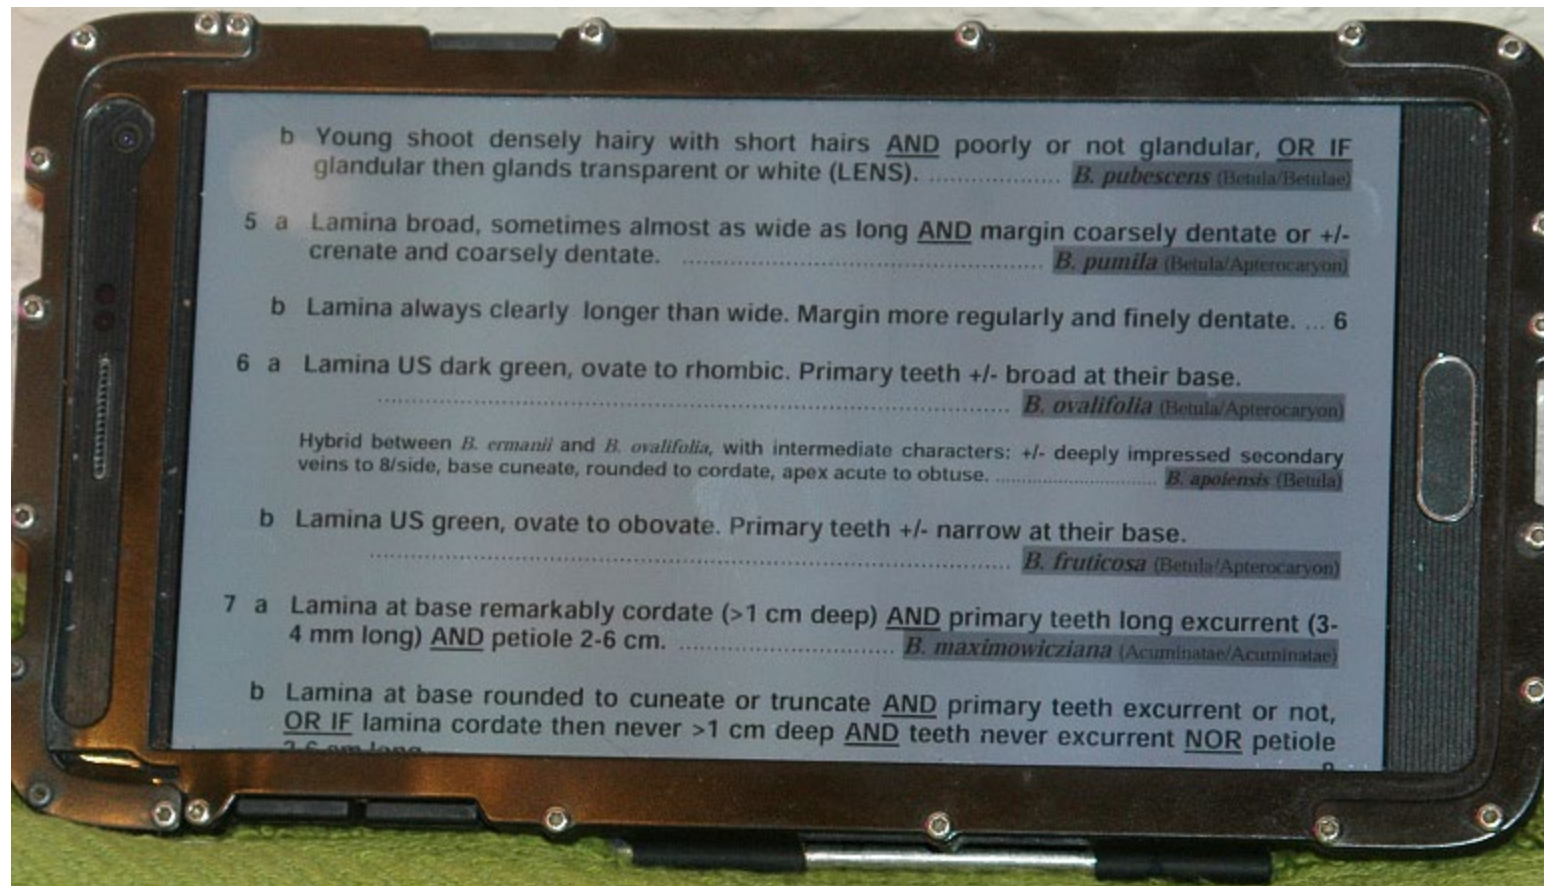 b Young shoot densely hairy with short hairs AND poorly or not glandular, OR IF
glandular then glands transparent or white (LENS). .................... B. pubescens (Betula/Betulae)
5 a Lamina broad, sometimes almost as wide as long AND margin coarsely dentate or +/-
crenate and coarsely dentate. ....................................................... B. pumila (Betula/Apterocaryon)
b Lamina always clearly longer than wide. Margin more regularly and finely dentate. ... 6
6 a Lamina US dark green, ovate to rhombic. Primary teeth +/- broad at their base.
.................................................................................................. B. ovalifolia (Betula/Apterocaryon)
Hybrid between B. ermanii and B. ovalifolia, with intermediate characters: +/- deeply impressed secondary
veins to 8/side, base cuneate, rounded to cordate, apex acute to obtuse. .............................. B. apoiensis (Betula)
b Lamina US green, ovate to obovate. Primary teeth +/- narrow at their base.
.................................................................................................. B. fruticosa (Betula/Apterocaryon)
7 a Lamina at base remarkably cordate (>1 cm deep) AND primary teeth long excurrent (3-
4 mm long) AND petiole 2-6 cm. ................................. B. maximowicziana (Acuminatae/Acuminatae)
b Lamina at base rounded to cuneate or truncate AND primary teeth excurrent or not,
OR IF lamina cordate then never >1 cm deep AND teeth never excurrent NOR petiole